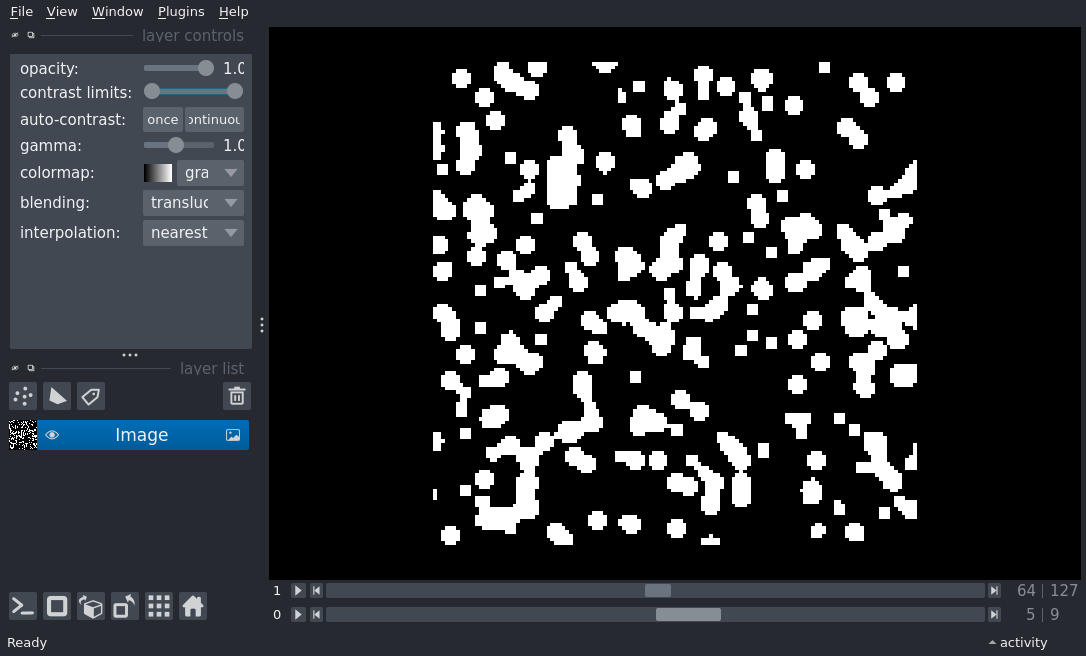 File View Window Plugins Help
layer controls
opacity: 1.0
contrast limits:
auto-contrast: once ontinuou
gamma: 1.0
colormap: gra
blending: transluc
interpolation: nearest
layer list
Image
1 64 | 127
0 5 | 9
Ready activity